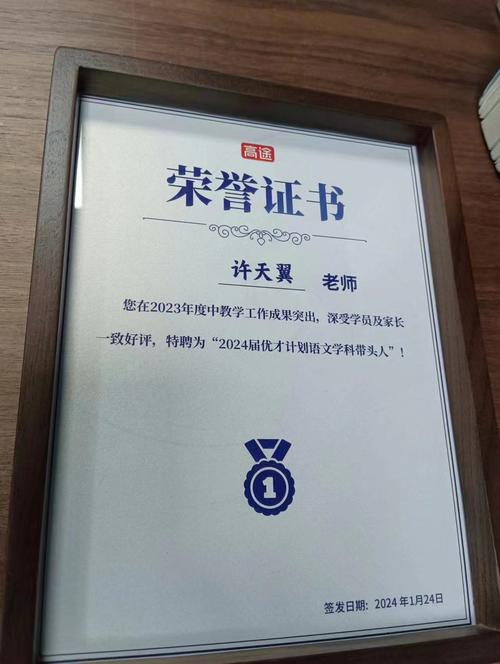 高途
荣誉证书
许天翼 老师
您在2023年度中教学工作成果突出，深受学员及家长
一致好评，特聘为“2024届优才计划语文学科带头人”！
1
签发日期：2024年1月24日